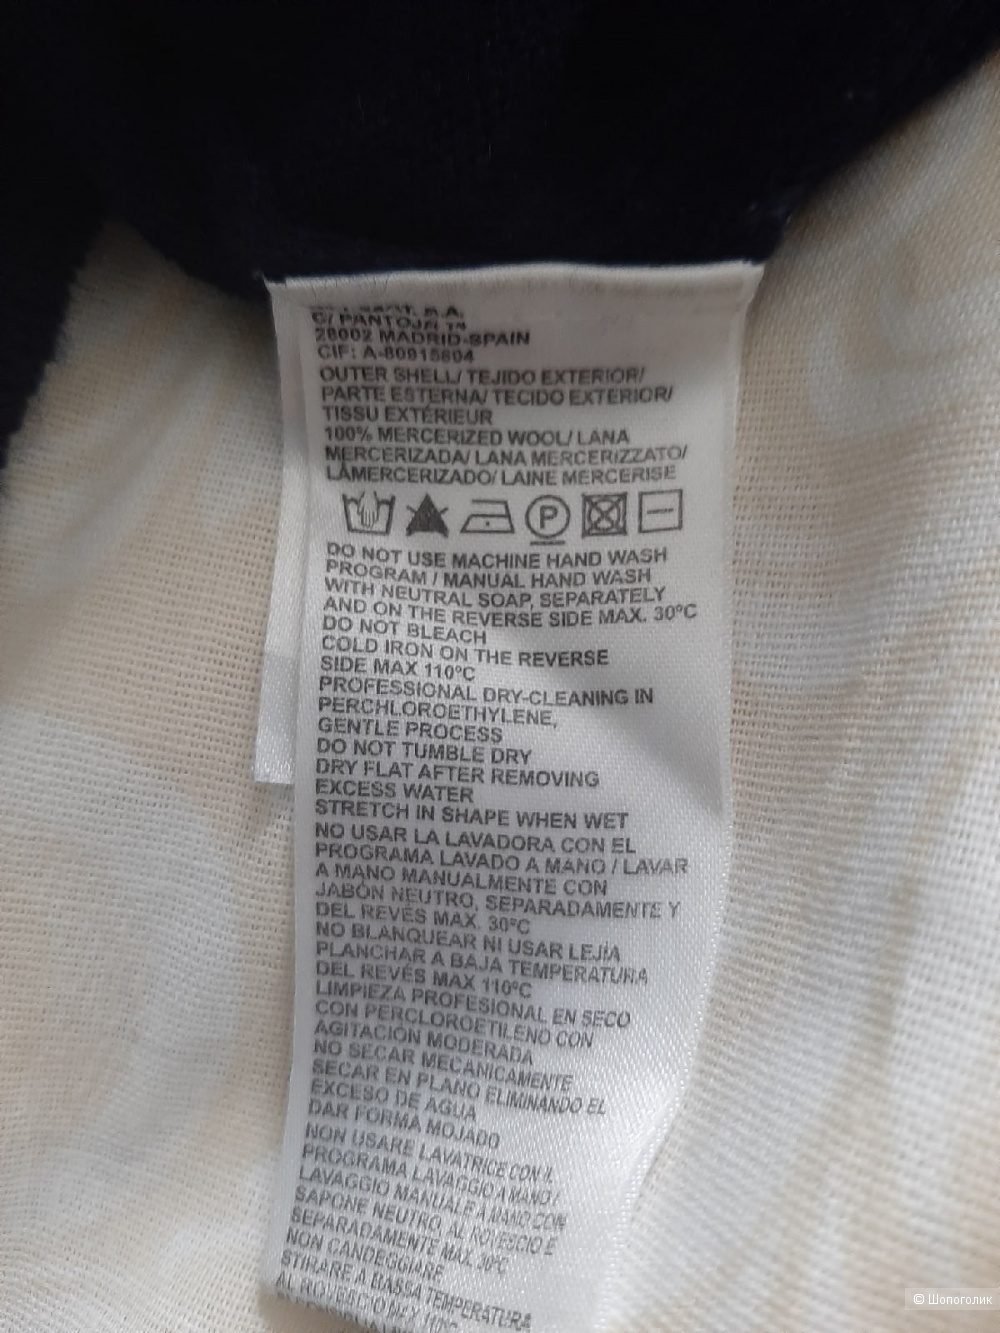 C/ PANTOJA 14
28002 MADRID-SPAIN
CIF: A-80915804
OUTER SHELL/ TEJIDO EXTERIOR/
PARTE ESTERNA/ TECIDO EXTERIOR/
TISSU EXTÉRIEUR
100% MERCERIZED WOOL/ LANA
MERCERIZADA/ LANA MERCERIZZATO/
LÃMERCERIZADO/ LAINE MERCERISE
P
DO NOT USE MACHINE HAND WASH
PROGRAM / MANUAL HAND WASH
WITH NEUTRAL SOAP, SEPARATELY
AND ON THE REVERSE SIDE MAX. 30ºC
DO NOT BLEACH
COLD IRON ON THE REVERSE
SIDE MAX 110ºC
PROFESSIONAL DRY-CLEANING IN
PERCHLOROETHYLENE,
GENTLE PROCESS
DO NOT TUMBLE DRY
DRY FLAT AFTER REMOVING
EXCESS WATER
STRETCH IN SHAPE WHEN WET
NO USAR LA LAVADORA CON EL
PROGRAMA LAVADO A MANO / LAVAR
A MANO MANUALMENTE CON
JABÓN NEUTRO, SEPARADAMENTE Y
DEL REVÉS MAX. 30ºC
NO BLANQUEAR NI USAR LEJÍA
PLANCHAR A BAJA TEMPERATURA
DEL REVÉS MAX 110ºC
LIMPIEZA PROFESIONAL EN SECO
CON PERCLOROETILENO CON
AGITACIÓN MODERADA
NO SECAR MECÁNICAMENTE
SECAR EN PLANO ELIMINANDO EL
EXCESO DE AGUA
DAR FORMA MOJADO
NON USARE LAVATRICE CON IL
PROGRAMA LAVAGGIO A MANO /
LAVAGGIO MANUALE A MANO CON
SAPONE NEUTRO, AL ROVESCIO E
SEPARADAMENTE MAX. 30ºC
NON CANDEGGIARE
STIRARE A BASSA TEMPERATURA
© Шопоголик